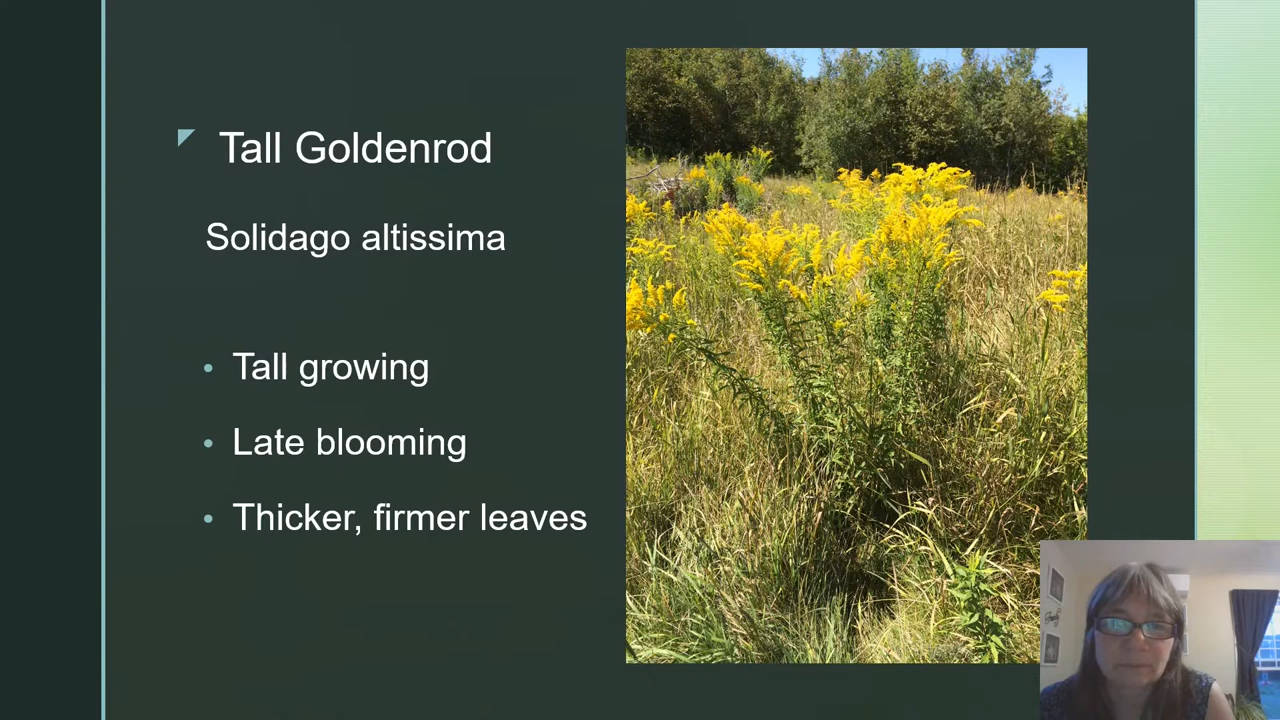 Tall Goldenrod
Solidago altissima
• Tall growing
• Late blooming
• Thicker, firmer leaves